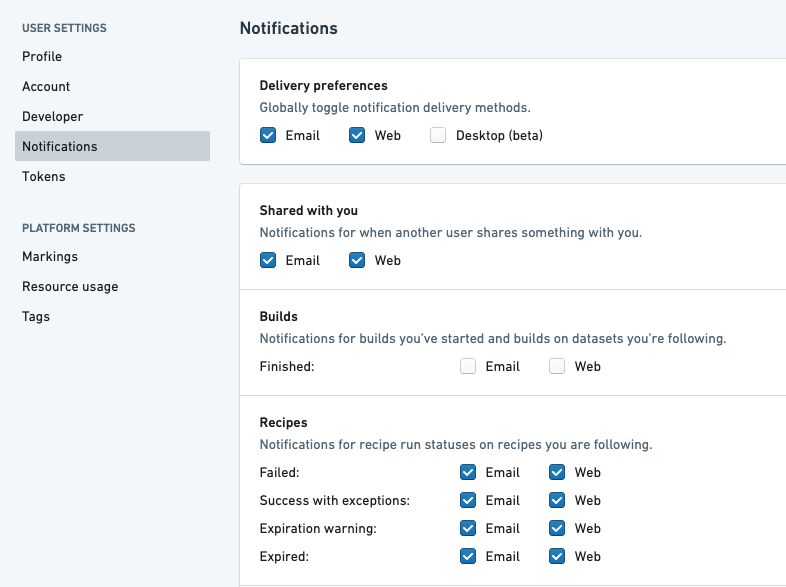 USER SETTINGS
Profile
Account
Developer
Notifications
Tokens
PLATFORM SETTINGS
Markings
Resource usage
Tags
Notifications
Delivery preferences
Globally toggle notification delivery methods.
Email Web Desktop (beta)
Shared with you
Notifications for when another user shares something with you.
Email Web
Builds
Notifications for builds you've started and builds on datasets you're following.
Finished: Email Web
Recipes
Notifications for recipe run statuses on recipes you are following.
Failed: Email Web
Success with exceptions: Email Web
Expiration warning: Email Web
Expired: Email Web